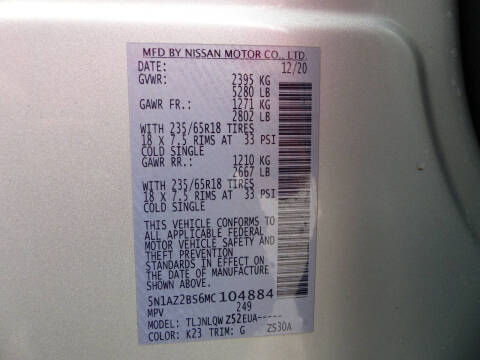 MFD BY NISSAN MOTOR CO., LTD
DATE: 12/20
GVWR: 2395 KG
5280 LB
GAWR FR.: 1271 KG
2802 LB
WITH 235/65R18 TIRES
18 X 7.5 RIMS AT 33 PSI
COLD SINGLE
GAWR RR.: 1210 KG
2667 LB
WITH 235/65R18 TIRES
18 X 7.5 RIMS AT 33 PSI
COLD SINGLE
THIS VEHICLE CONFORMS TO
ALL APPLICABLE FEDERAL
MOTOR VEHICLE SAFETY AND
THEFT PREVENTION
STANDARDS IN EFFECT ON
DATE OF MANUFACTURE
5N1AZ2BS6MC104884
MPV 249
MODEL: TLJNLQWZ52EUA-----
COLOR: K23 TRIM: G ZS30A